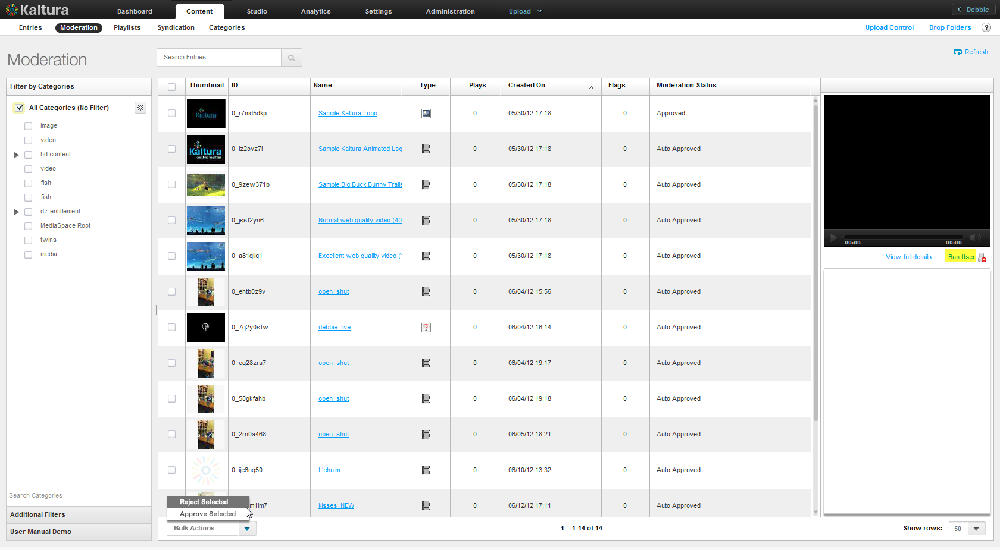 Kaltura Dashboard Content Studio Analytics Settings Administration Upload Debbie
Entries Moderation Playlists Syndication Categories Upload Control Drop Folders ?
Moderation
Search Entries
Refresh
Filter by Categories
All Categories (No Filter)
image
video
hd content
video
fish
fish
dz-entitlement
MediaSpace Root
twins
media
Search Categories
Additional Filters
User Manual Demo
Thumbnail ID Name Type Plays Created On Flags Moderation Status
Kaltura 0_r7md5dkp Sample Kaltura Logo 0 05/30/12 17:18 0 Approved
Kaltura creating together 0_iz2ovz7l Sample Kaltura Animated Log 0 05/30/12 17:18 0 Auto Approved
0_9zew371b Sample Big Buck Bunny Traile 0 05/30/12 17:18 0 Auto Approved
0_jssf2yn6 Normal web quality video (40 0 05/30/12 17:18 0 Auto Approved
0_a81qllg1 Excellent web quality video ( 0 05/30/12 17:18 0 Auto Approved
0_ehtb0z9v open_shut 0 06/04/12 15:56 0 Auto Approved
0_7q2y0sfw debbie_live 0 06/04/12 16:14 0 Auto Approved
0_eq28zru7 open_shut 0 06/04/12 19:17 0 Auto Approved
0_50gkfahb open_shut 0 06/04/12 19:18 0 Auto Approved
0_2rn0a468 open_shut 0 06/05/12 18:21 0 Auto Approved
0_ijc6oq50 L'chaim 0 06/10/12 13:32 0 Auto Approved
m1im7 kisses_NEW 0 06/12/12 17:11 0 Auto Approved
Reject Selected
Approve Selected
Bulk Actions
1 1-14 of 14
Show rows: 50
00:00 00:00
View full details Ban User